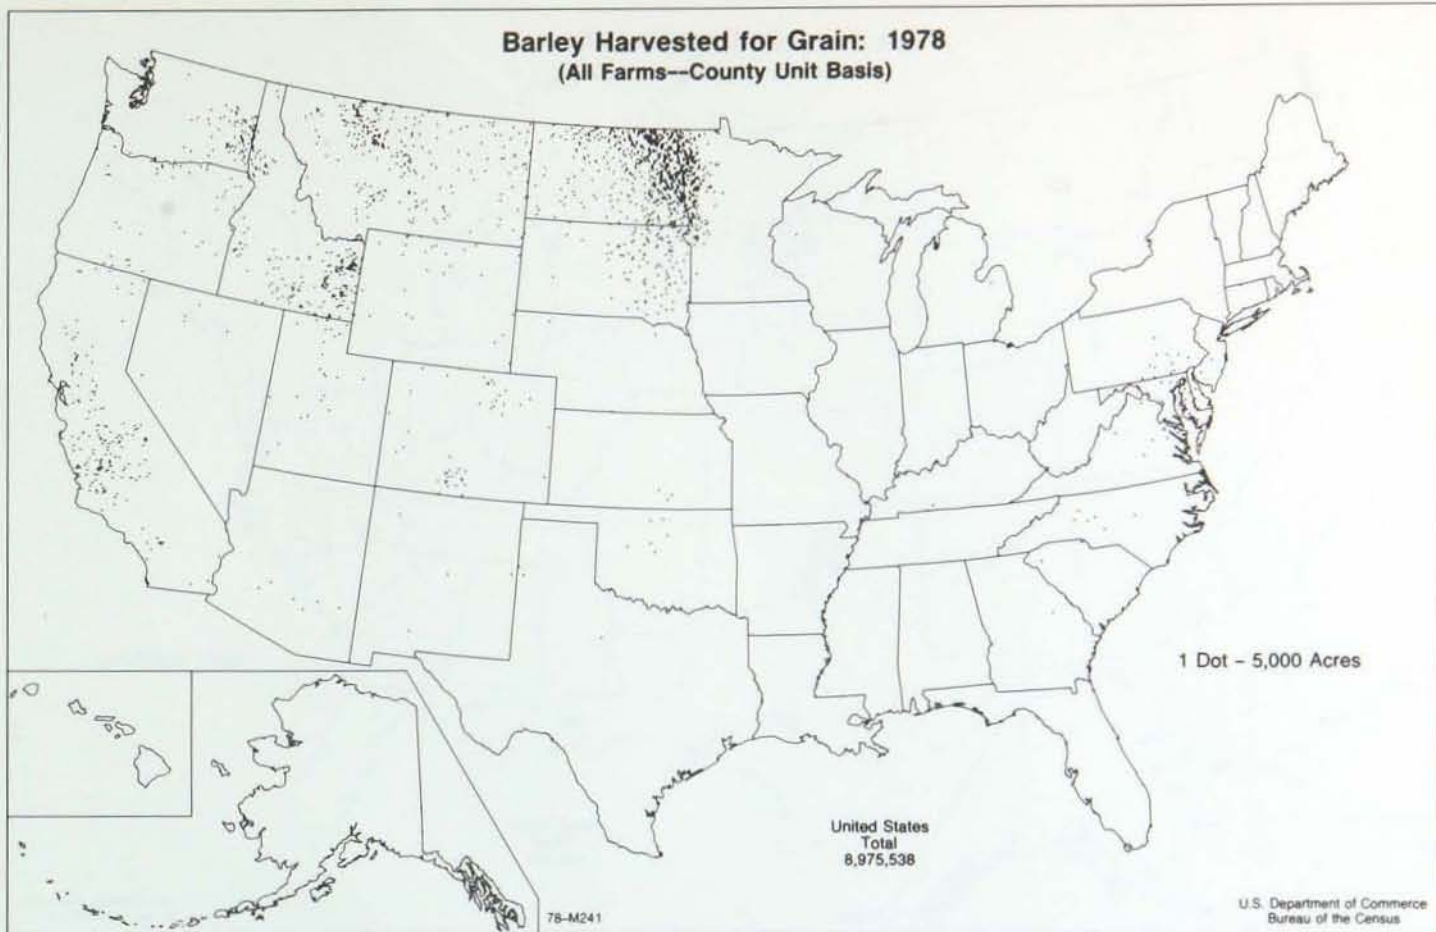 Barley Harvested for Grain: 1978
(All Farms--County Unit Basis)
1 Dot - 5,000 Acres
United States
Total
8,975,538
78-M241
U.S. Department of Commerce
Bureau of the Census